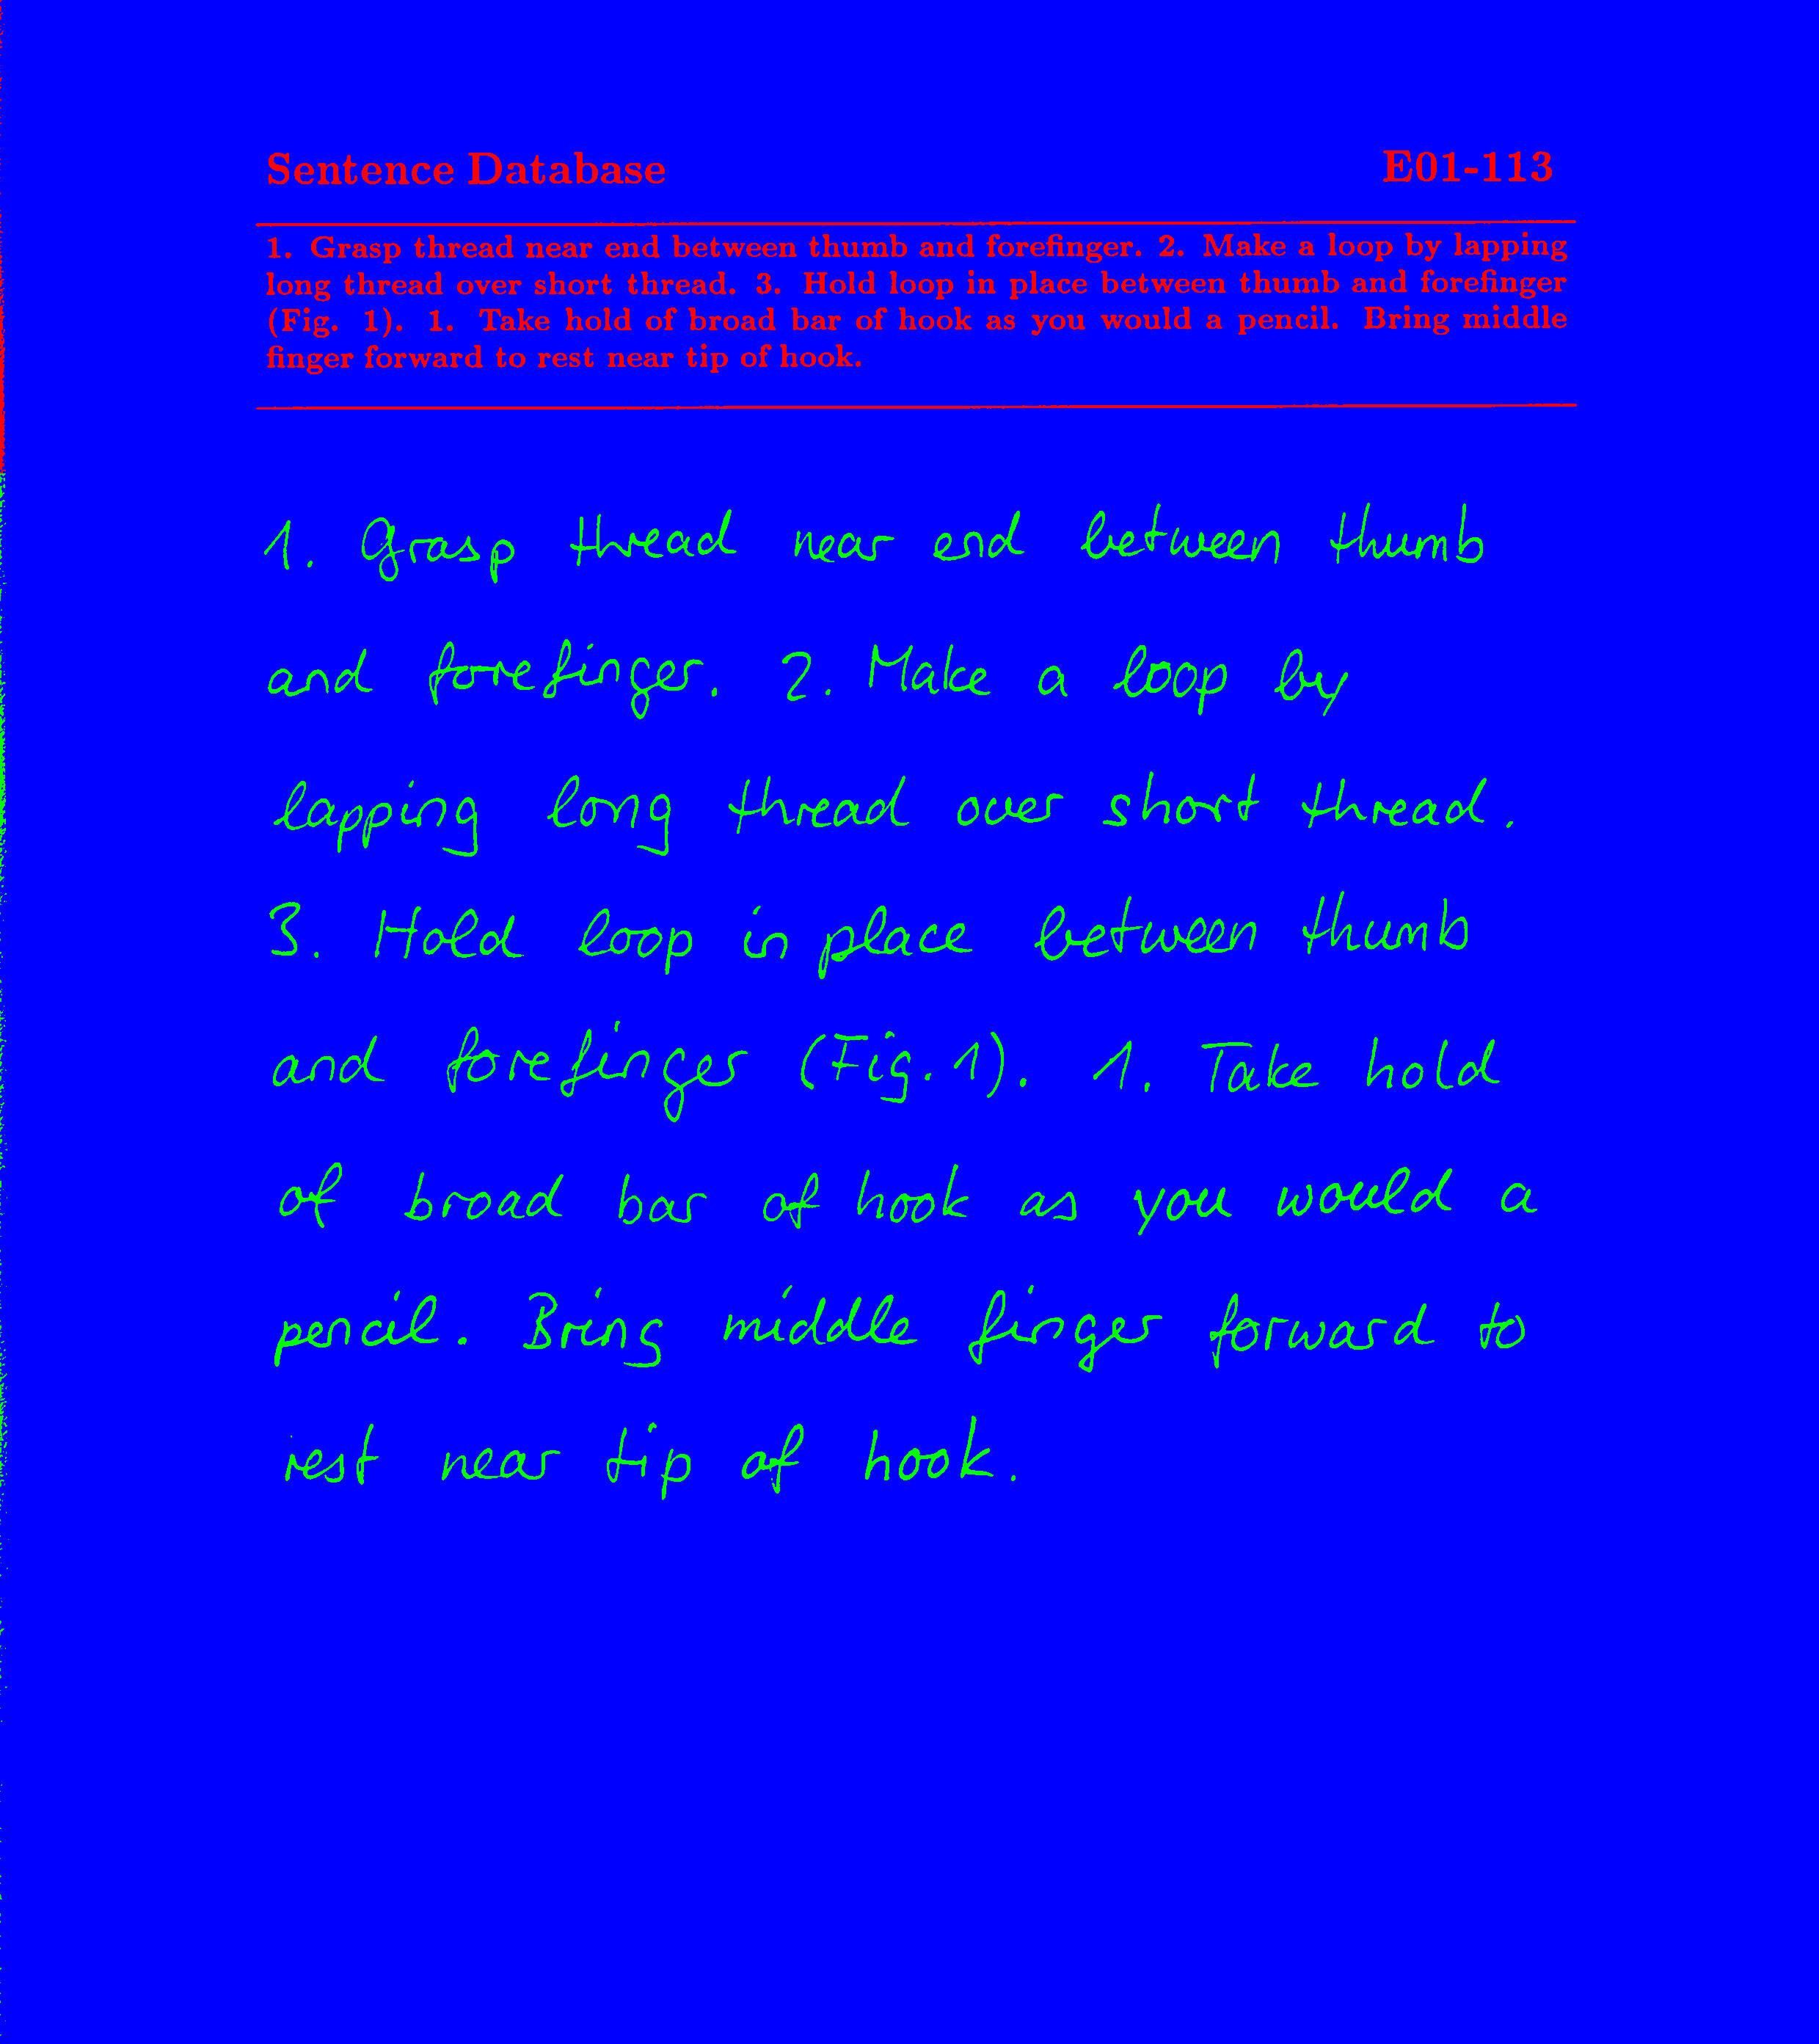 Sentence Database E01-113
1. Grasp thread near end between thumb and forefinger. 2. Make a loop by lapping
long thread over short thread. 3. Hold loop in place between thumb and forefinger
(Fig. 1). 1. Take hold of broad bar of hook as you would a pencil. Bring middle
finger forward to rest near tip of hook.
1. Grasp thread near end between thumb
and forefinger. 2. Make a loop by
lapping long thread over short thread.
3. Hold loop in place between thumb
and forefinger (Fig. 1). 1. Take hold
of broad bar of hook as you would a
pencil. Bring middle finger forward to
rest near tip of hook.